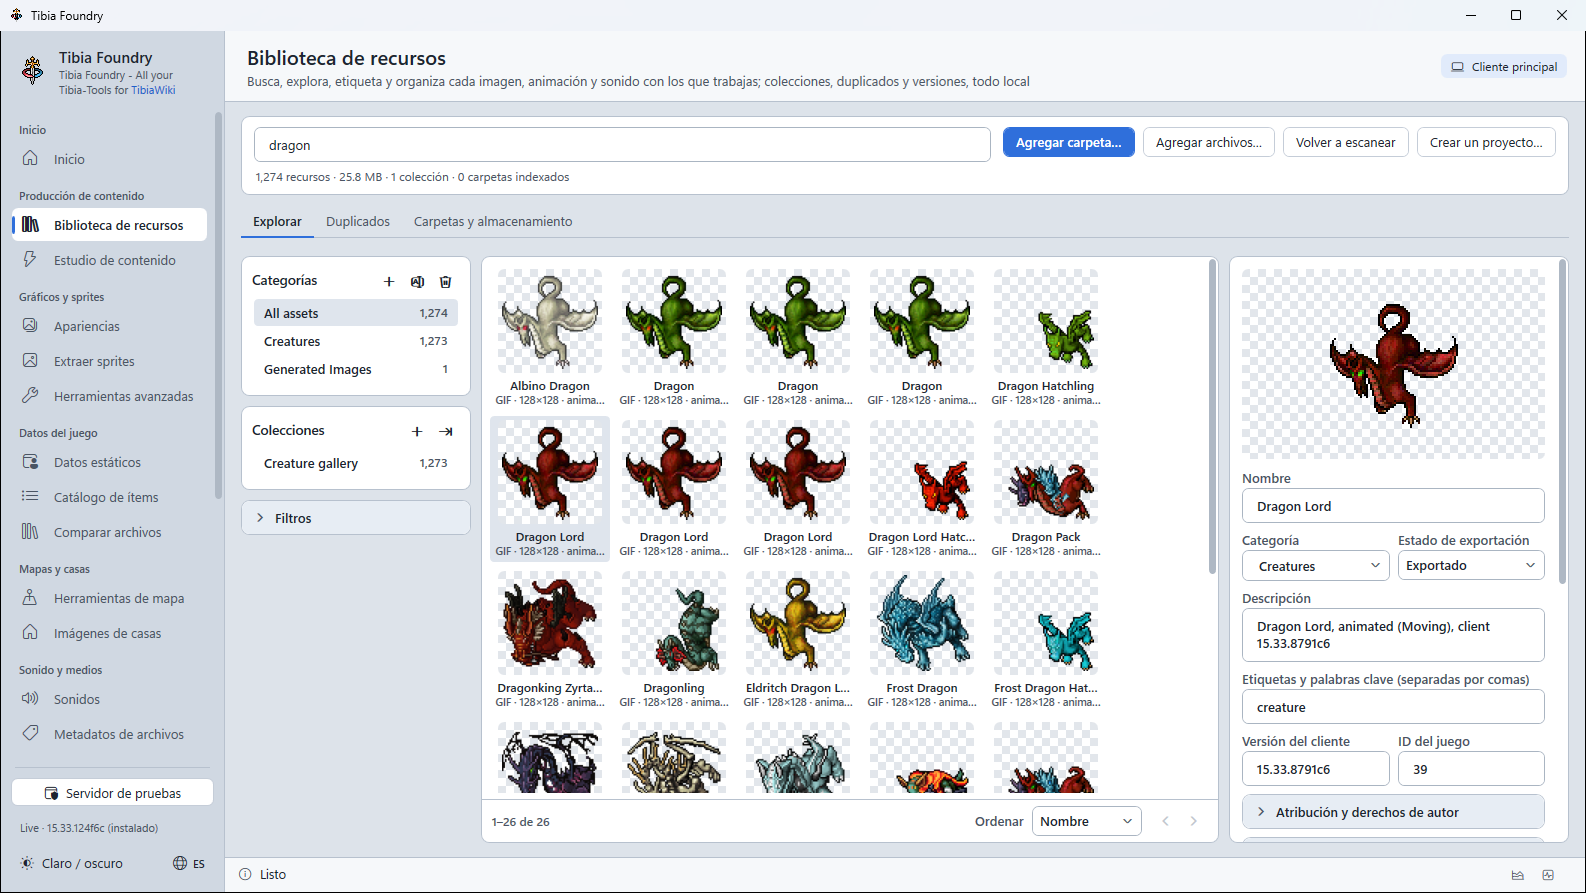 Tibia Foundry
Tibia Foundry
Tibia Foundry - All your
Tibia-Tools for TibiaWiki
Inicio
Inicio
Producción de contenido
Biblioteca de recursos
Estudio de contenido
Gráficos y sprites
Apariencias
Extraer sprites
Herramientas avanzadas
Datos del juego
Datos estáticos
Catálogo de ítems
Comparar archivos
Mapas y casas
Herramientas de mapa
Imágenes de casas
Sonido y medios
Sonidos
Metadatos de archivos
Servidor de pruebas
Live · 15.33.124f6c (instalado)
Claro / oscuro
ES
Biblioteca de recursos
Busca, explora, etiqueta y organiza cada imagen, animación y sonido con los que trabajas; colecciones, duplicados y versiones, todo local
Cliente principal
dragon
Agregar carpeta...
Agregar archivos...
Volver a escanear
Crear un proyecto...
1,274 recursos · 25.8 MB · 1 colección · 0 carpetas indexados
Explorar
Duplicados
Carpetas y almacenamiento
Categorías
All assets 1,274
Creatures 1,273
Generated Images 1
Colecciones
Creature gallery 1,273
Filtros
Albino Dragon
GIF · 128×128 · anima...
Dragon
GIF · 128×128 · anima...
Dragon
GIF · 128×128 · anima...
Dragon
GIF · 128×128 · anima...
Dragon Hatchling
GIF · 128×128 · anima...
Dragon Lord
GIF · 128×128 · anima...
Dragon Lord
GIF · 128×128 · anima...
Dragon Lord
GIF · 128×128 · anima...
Dragon Lord Hatc...
GIF · 128×128 · anima...
Dragon Pack
GIF · 128×128 · anima...
Dragonking Zyrta...
GIF · 128×128 · anima...
Dragonling
GIF · 128×128 · anima...
Eldritch Dragon L...
GIF · 128×128 · anima...
Frost Dragon
GIF · 128×128 · anima...
Frost Dragon Hat...
GIF · 128×128 · anima...
1–26 de 26
Ordenar
Nombre
Nombre
Dragon Lord
Categoría
Creatures
Estado de exportación
Exportado
Descripción
Dragon Lord, animated (Moving), client
15.33.8791c6
Etiquetas y palabras clave (separadas por comas)
creature
Versión del cliente
15.33.8791c6
ID del juego
39
Atribución y derechos de autor
Listo